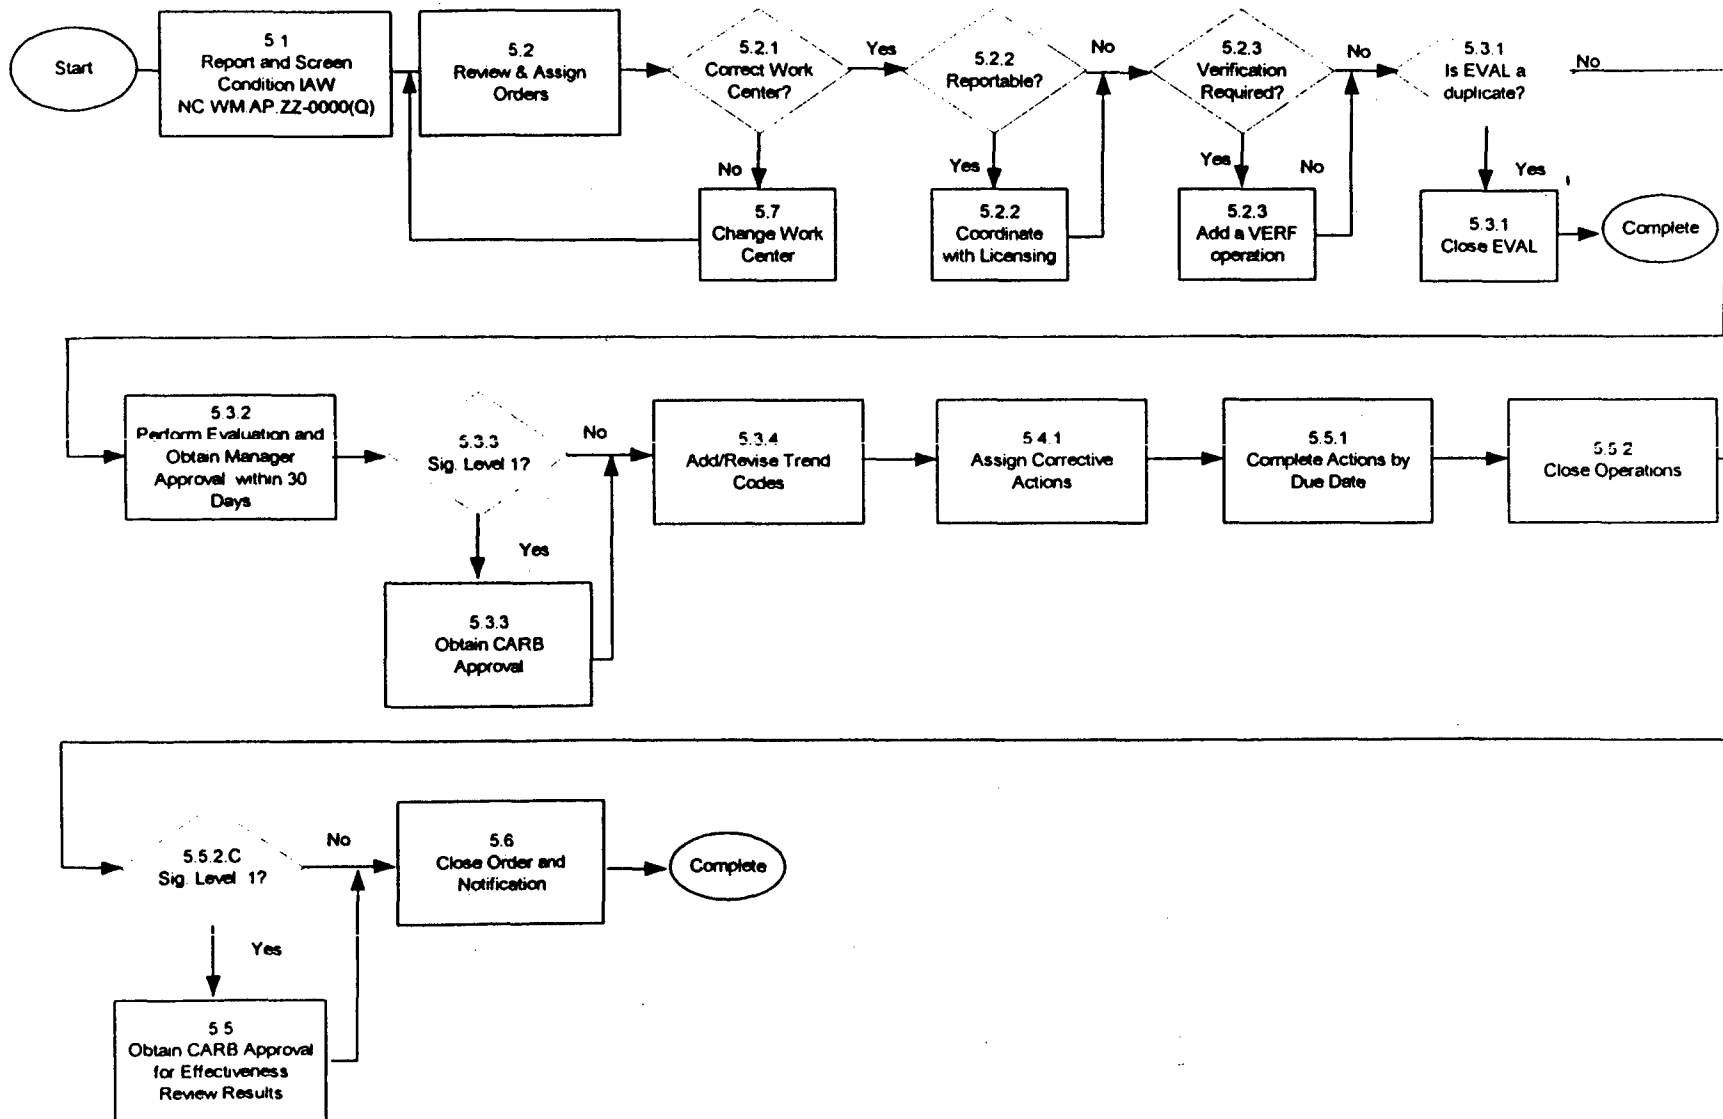 Start
5.1
Report and Screen
Condition IAW
NC WM.AP.ZZ-0000(Q)
5.2
Review & Assign
Orders
5.2.1
Correct Work
Center?
Yes
5.2.2
Reportable?
No
5.2.3
Verification
Required?
No
5.3.1
Is EVAL a
duplicate?
No
No
5.7
Change Work
Center
Yes
5.2.2
Coordinate
with Licensing
Yes
No
5.2.3
Add a VERF
operation
Yes
5.3.1
Close EVAL
Complete
5.3.2
Perform Evaluation and
Obtain Manager
Approval within 30
Days
5.3.3
Sig. Level 1?
No
Yes
5.3.3
Obtain CARB
Approval
5.3.4
Add/Revise Trend
Codes
5.4.1
Assign Corrective
Actions
5.5.1
Complete Actions by
Due Date
5.5.2
Close Operations
5.5.2.C
Sig. Level 1?
No
Yes
5.5
Obtain CARB Approval
for Effectiveness
Review Results
5.6
Close Order and
Notification
Complete